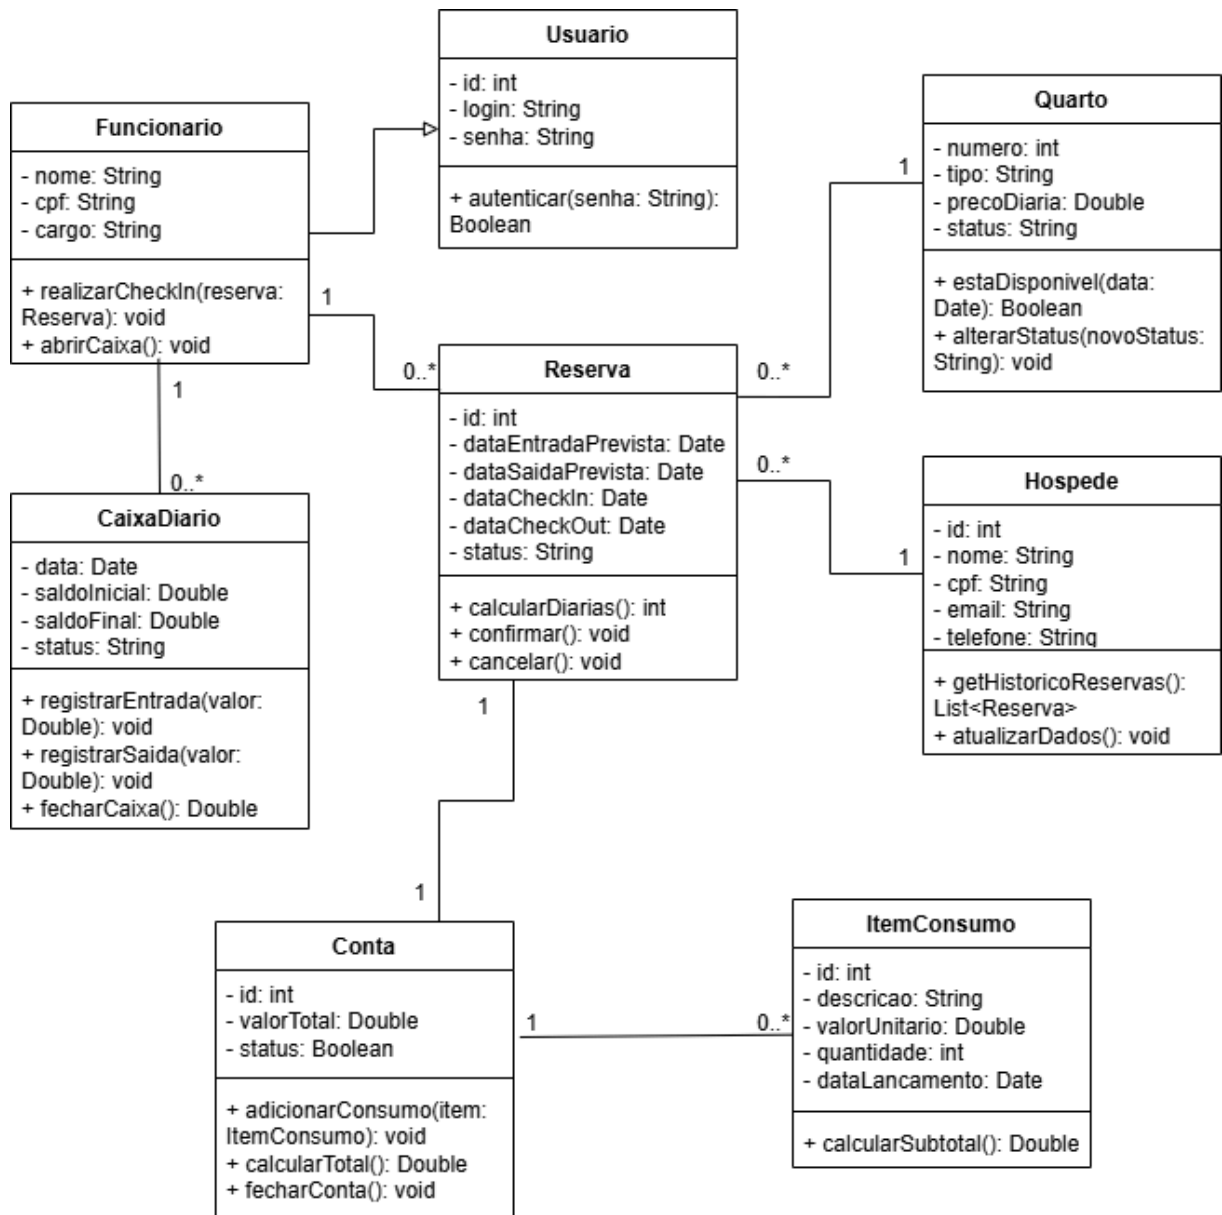 Usuario
- id: int
- login: String
- senha: String
+ autenticar(senha: String):
Boolean
Funcionario
- nome: String
- cpf: String
- cargo: String
+ realizarCheckIn(reserva:
Reserva): void
+ abrirCaixa(): void
1
0..*
1
0..*
Quarto
- numero: int
- tipo: String
- precoDiaria: Double
- status: String
+ estaDisponivel(data:
Date): Boolean
+ alterarStatus(novoStatus:
String): void
1
0..*
Reserva
- id: int
- dataEntradaPrevista: Date
- dataSaidaPrevista: Date
- dataCheckIn: Date
- dataCheckOut: Date
- status: String
+ calcularDiarias(): int
+ confirmar(): void
+ cancelar(): void
0..*
1
Hospede
- id: int
- nome: String
- cpf: String
- email: String
- telefone: String
+ getHistoricoReservas():
List<Reserva>
+ atualizarDados(): void
CaixaDiario
- data: Date
- saldoInicial: Double
- saldoFinal: Double
- status: String
+ registrarEntrada(valor:
Double): void
+ registrarSaida(valor:
Double): void
+ fecharCaixa(): Double
1
1
Conta
- id: int
- valorTotal: Double
- status: Boolean
+ adicionarConsumo(item:
ItemConsumo): void
+ calcularTotal(): Double
+ fecharConta(): void
1
0..*
ItemConsumo
- id: int
- descricao: String
- valorUnitario: Double
- quantidade: int
- dataLancamento: Date
+ calcularSubtotal(): Double